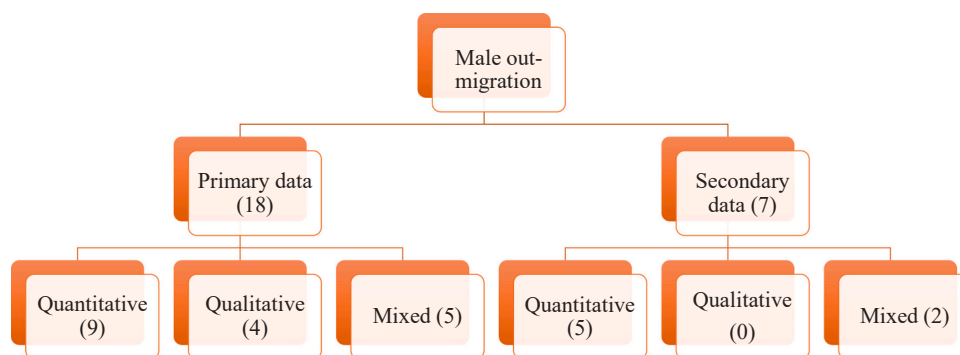 Male out-
migration
Primary data
(18)
Secondary
data (7)
Quantitative
(9)
Qualitative
(4)
Mixed (5)
Quantitative
(5)
Qualitative
(0)
Mixed (2)